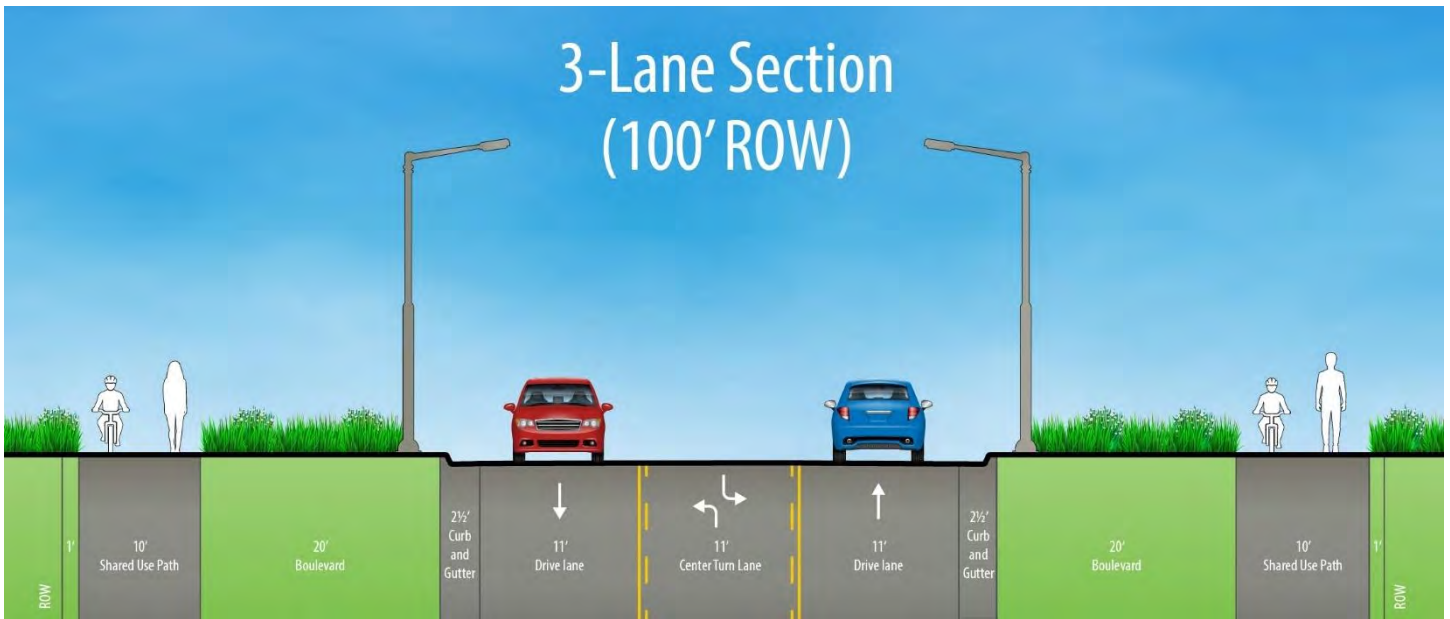 3-Lane Section
(100' ROW)
ROW
1'
10'
Shared Use Path
20'
Boulevard
2½'
Curb
and
Gutter
11'
Drive lane
11'
Center Turn Lane
11'
Drive lane
2½'
Curb
and
Gutter
20'
Boulevard
10'
Shared Use Path
1'
ROW